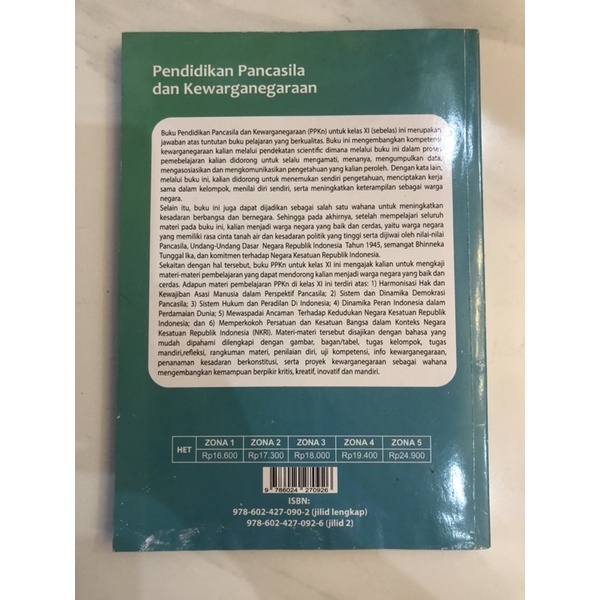 Pendidikan Pancasila
dan Kewarganegaraan
Buku Pendidikan Pancasila dan Kewarganegaraan (PPKn) untuk kelas XI (sebelas) ini merupakan
jawaban atas tuntutan buku pelajaran yang berkualitas. Buku ini mengembangkan kompetensi
kewarganegaraan kalian melalui pendekatan scientific dimana melalui buku ini dalam proses
pemebelajaran kalian didorong untuk selalu mengamati, menanya, mengumpulkan data,
mengasosiasikan dan mengkomunikasikan pengetahuan yang kalian peroleh. Dengan kata lain,
melalui buku ini, kalian didorong untuk menemukan sendiri pengetahuan, menciptakan kerja
sama dalam kelompok, menilai diri sendiri, serta meningkatkan keterampilan sebagai warga
negara.
Selain itu, buku ini juga dapat dijadikan sebagai salah satu wahana untuk meningkatkan
kesadaran berbangsa dan bernegara. Sehingga pada akhirnya, setelah mempelajari seluruh
materi pada buku ini, kalian menjadi warga negara yang baik dan cerdas, yaitu warga negara
yang memiliki rasa cinta tanah air dan kesadaran politik yang tinggi serta dijiwai oleh nilai-nilai
Pancasila, Undang-Undang Dasar Negara Republik Indonesia Tahun 1945, semangat Bhinneka
Tunggal Ika, dan komitmen terhadap Negara Kesatuan Republik Indonesia.
Sekaitan dengan hal tersebut, buku PPKn untuk kelas XI ini mengajak kalian untuk mengkaji
materi-materi pembelajaran yang dapat mendorong kalian menjadi warga negara yang baik dan
cerdas. Adapun materi pembelajaran PPKn di kelas XI ini terdiri atas: 1) Harmonisasi Hak dan
Kewajiban Asasi Manusia dalam Perspektif Pancasila; 2) Sistem dan Dinamika Demokrasi
Pancasila; 3) Sistem Hukum dan Peradilan Di Indonesia; 4) Dinamika Peran Indonesia dalam
Perdamaian Dunia; 5) Mewaspadai Ancaman Terhadap Kedudukan Negara Kesatuan Republik
Indonesia; dan 6) Memperkokoh Persatuan dan Kesatuan Bangsa dalam Konteks Negara
Kesatuan Republik Indonesia (NKRI). Materi-materi tersebut disajikan dengan bahasa yang
mudah dipahami dilengkapi dengan gambar, bagan/tabel, tugas kelompok, tugas
mandiri,refleksi, rangkuman materi, penilaian diri, uji kompetensi, info kewarganegaraan,
penanaman kesadaran berkonstitusi, serta proyek kewarganegaraan sebagai wahana
mengembangkan kemampuan berpikir kritis, kreatif, inovatif dan mandiri.
HET ZONA 1 ZONA 2 ZONA 3 ZONA 4 ZONA 5
Rp16.600 Rp17.300 Rp18.000 Rp19.400 Rp24.900
9 786024 270926
ISBN:
978-602-427-090-2 (jilid lengkap)
978-602-427-092-6 (jilid 2)